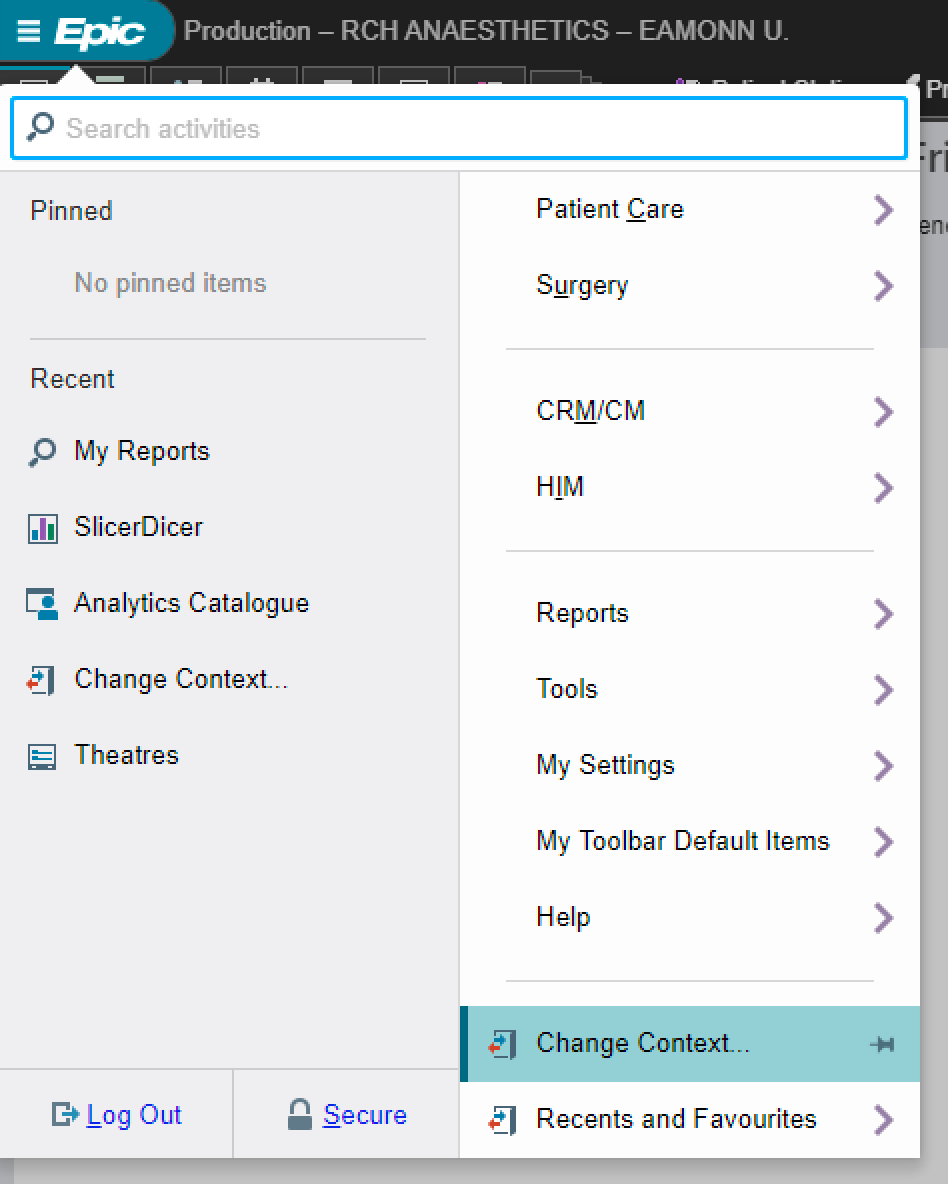 Epic
Production – RCH ANAESTHETICS – EAMONN U.
Search activities
Pinned
No pinned items
Recent
My Reports
SlicerDicer
Analytics Catalogue
Change Context...
Theatres
Log Out
Secure
Patient Care
Surgery
CRM/CM
HIM
Reports
Tools
My Settings
My Toolbar Default Items
Help
Change Context...
Recents and Favourites